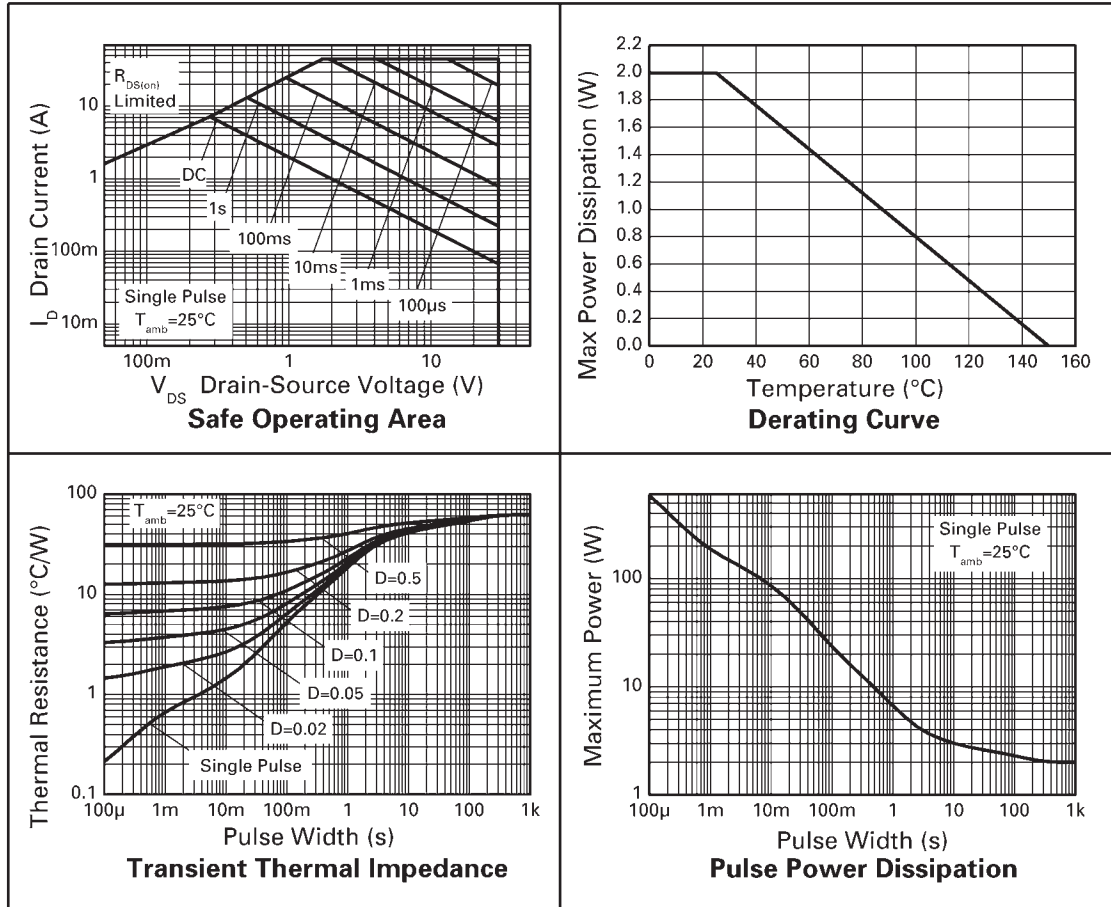 R_DS(on)
Limited
10
1
100m
10m
I_D Drain Current (A)
DC
1s
100ms
10ms
1ms
100µs
Single Pulse
T_amb=25°C
100m 1 10
V_DS Drain-Source Voltage (V)
Safe Operating Area
2.2
2.0
1.8
1.6
1.4
1.2
1.0
0.8
0.6
0.4
0.2
0.0
Max Power Dissipation (W)
0 20 40 60 80 100 120 140 160
Temperature (°C)
Derating Curve
100
10
1
0.1
Thermal Resistance (°C/W)
T_amb=25°C
D=0.5
D=0.2
D=0.1
D=0.05
D=0.02
Single Pulse
100µ 1m 10m 100m 1 10 100 1k
Pulse Width (s)
Transient Thermal Impedance
100
10
1
Maximum Power (W)
Single Pulse
T_amb=25°C
100µ 1m 10m 100m 1 10 100 1k
Pulse Width (s)
Pulse Power Dissipation